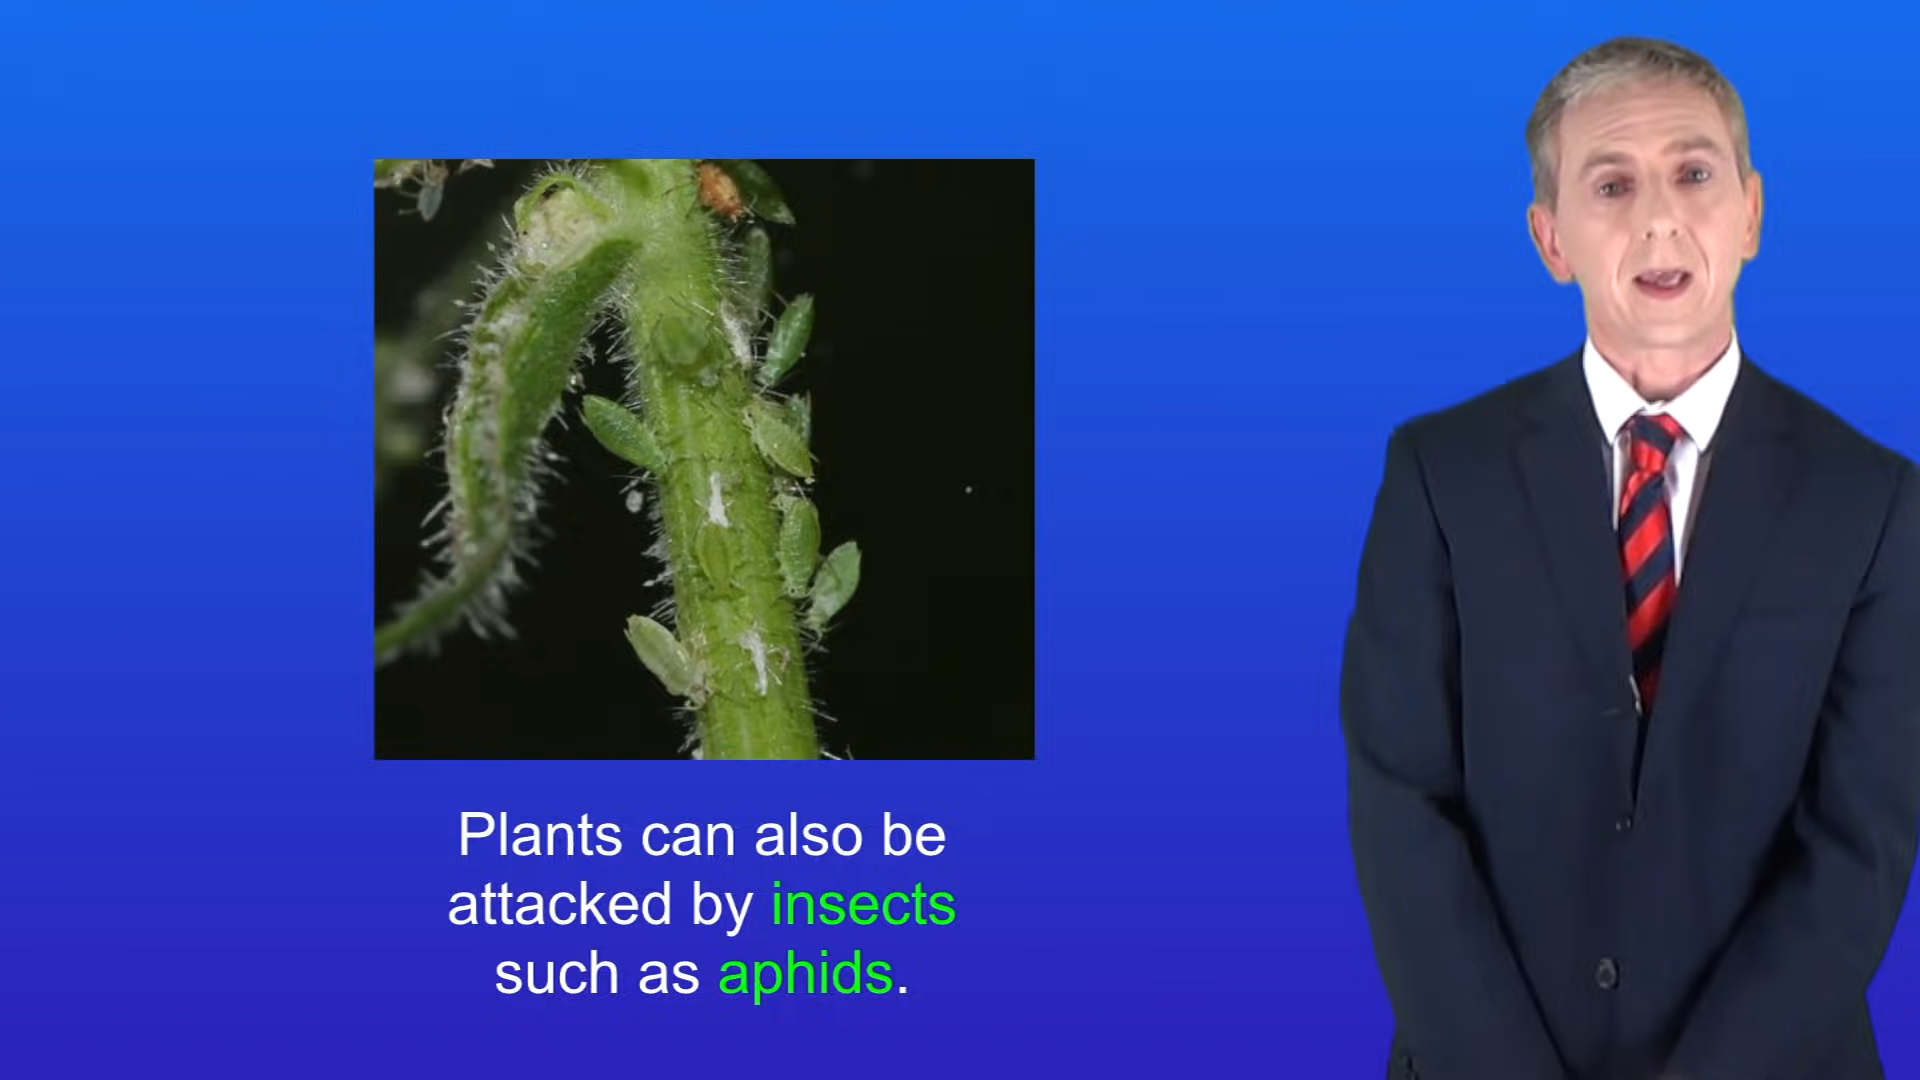 Plants can also be
attacked by insects
such as aphids.